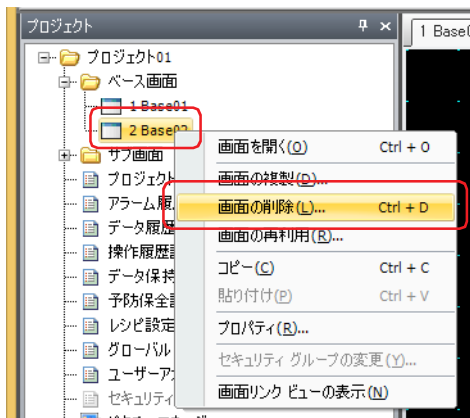 プロジェクト
1 Base0
プロジェクト01
ベース画面
1 Base01
2 Base02
サブ画面
プロジェクト
アラーム履
データ履歴
操作履歴
データ保持
予防保全
レシピ設定
グローバル
ユーザーア
セキュリティ
画面を開く(O) Ctrl + O
画面の複製(D)...
画面の削除(L)... Ctrl + D
画面の再利用(R)...
コピー(C) Ctrl + C
貼り付け(P) Ctrl + V
プロパティ(R)...
セキュリティ グループの変更(Y)...
画面リンク ビューの表示(N)